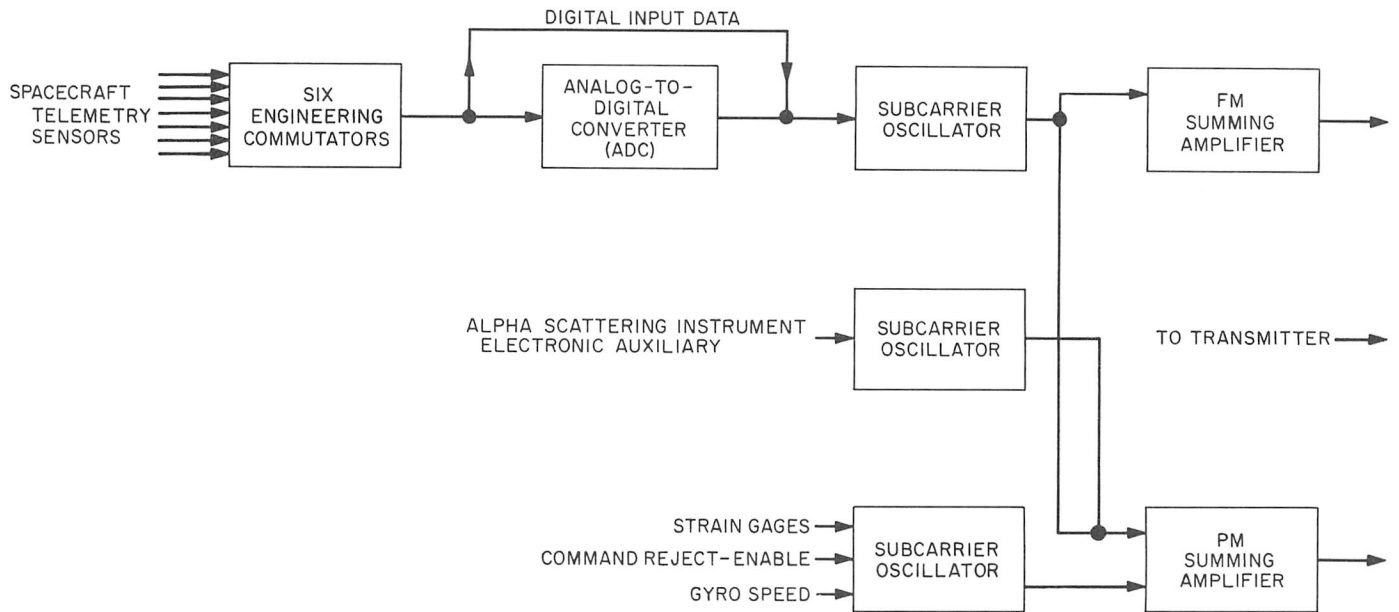 DIGITAL INPUT DATA
SPACECRAFT
TELEMETRY
SENSORS
SIX
ENGINEERING
COMMUTATORS
ANALOG-TO-
DIGITAL
CONVERTER
(ADC)
SUBCARRIER
OSCILLATOR
FM
SUMMING
AMPLIFIER
ALPHA SCATTERING INSTRUMENT
ELECTRONIC AUXILIARY
SUBCARRIER
OSCILLATOR
TO TRANSMITTER
STRAIN GAGES
COMMAND REJECT-ENABLE
GYRO SPEED
SUBCARRIER
OSCILLATOR
PM
SUMMING
AMPLIFIER